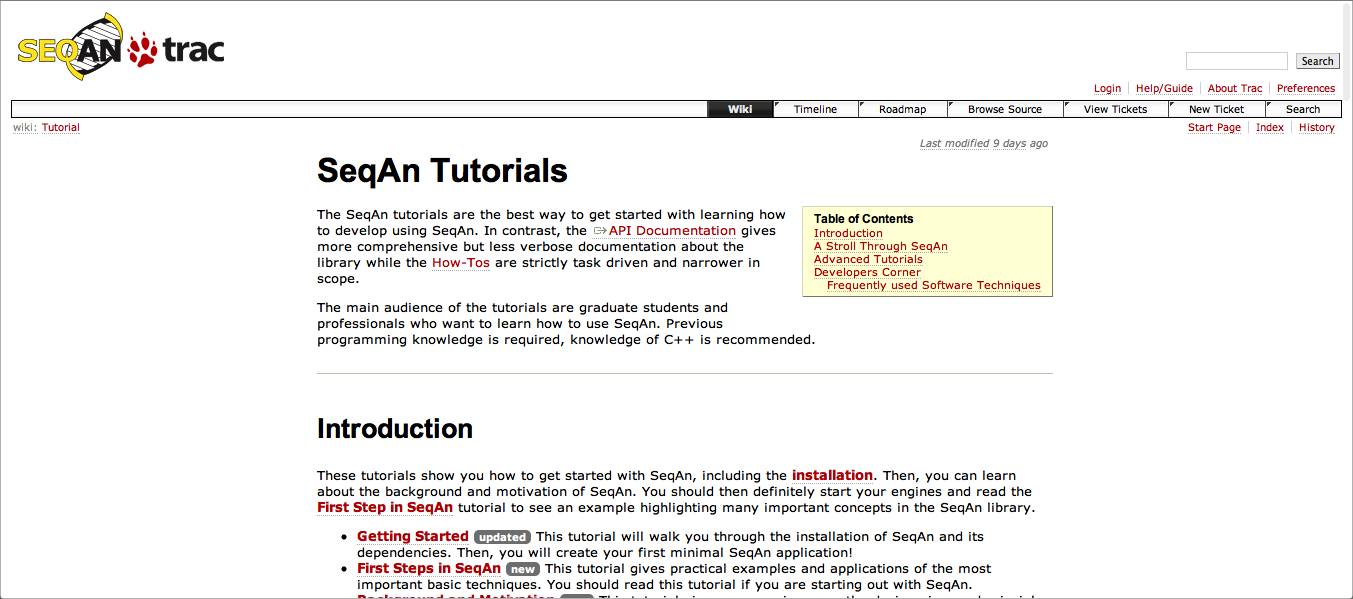 SEQAN trac
Search
Login Help/Guide About Trac Preferences
Wiki Timeline Roadmap Browse Source View Tickets New Ticket Search
wiki: Tutorial
Start Page Index History
Last modified 9 days ago
SeqAn Tutorials
The SeqAn tutorials are the best way to get started with learning how
to develop using SeqAn. In contrast, the API Documentation gives
more comprehensive but less verbose documentation about the
library while the How-Tos are strictly task driven and narrower in
scope.
Table of Contents
Introduction
A Stroll Through SeqAn
Advanced Tutorials
Developers Corner
Frequently used Software Techniques
The main audience of the tutorials are graduate students and
professionals who want to learn how to use SeqAn. Previous
programming knowledge is required, knowledge of C++ is recommended.
Introduction
These tutorials show you how to get started with SeqAn, including the installation. Then, you can learn
about the background and motivation of SeqAn. You should then definitely start your engines and read the
First Step in SeqAn tutorial to see an example highlighting many important concepts in the SeqAn library.
• Getting Started updated This tutorial will walk you through the installation of SeqAn and its
dependencies. Then, you will create your first minimal SeqAn application!
• First Steps in SeqAn new This tutorial gives practical examples and applications of the most
important basic techniques. You should read this tutorial if you are starting out with SeqAn.
Background and Motivation